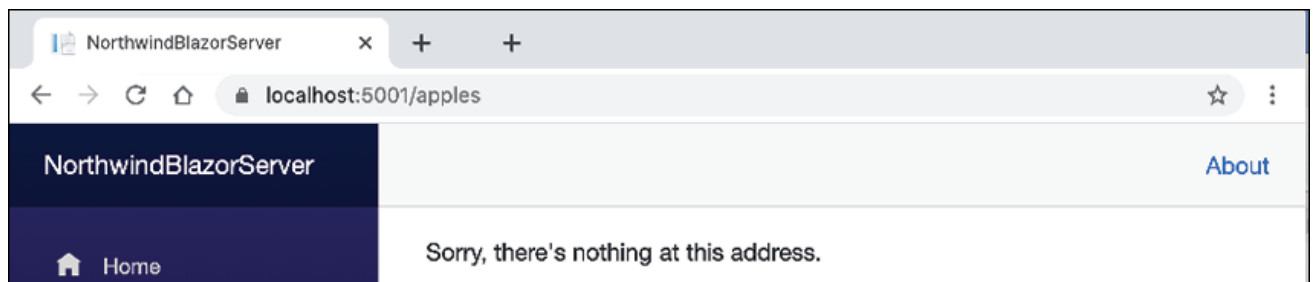 NorthwindBlazorServer
localhost:5001/apples
NorthwindBlazorServer
About
Home
Sorry, there's nothing at this address.